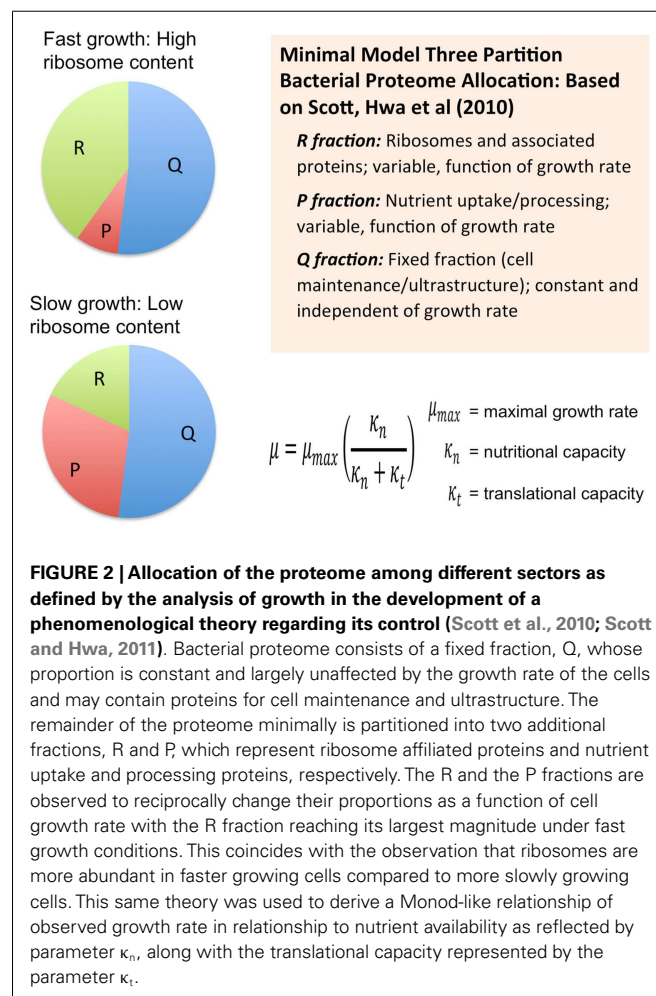 Fast growth: High
ribosome content
R
Q
P
Slow growth: Low
ribosome content
R
Q
P
Minimal Model Three Partition
Bacterial Proteome Allocation: Based
on Scott, Hwa et al (2010)
R fraction: Ribosomes and associated
proteins; variable, function of growth rate
P fraction: Nutrient uptake/processing;
variable, function of growth rate
Q fraction: Fixed fraction (cell
maintenance/ultrastructure); constant and
independent of growth rate
μ = μmax (κn / κn + κt)
μmax = maximal growth rate
κn = nutritional capacity
κt = translational capacity
FIGURE 2 | Allocation of the proteome among different sectors as
defined by the analysis of growth in the development of a
phenomenological theory regarding its control (Scott et al., 2010; Scott
and Hwa, 2011). Bacterial proteome consists of a fixed fraction, Q, whose
proportion is constant and largely unaffected by the growth rate of the cells
and may contain proteins for cell maintenance and ultrastructure. The
remainder of the proteome minimally is partitioned into two additional
fractions, R and P, which represent ribosome affiliated proteins and nutrient
uptake and processing proteins, respectively. The R and the P fractions are
observed to reciprocally change their proportions as a function of cell
growth rate with the R fraction reaching its largest magnitude under fast
growth conditions. This coincides with the observation that ribosomes are
more abundant in faster growing cells compared to more slowly growing
cells. This same theory was used to derive a Monod-like relationship of
observed growth rate in relationship to nutrient availability as reflected by
parameter κn, along with the translational capacity represented by the
parameter κt.